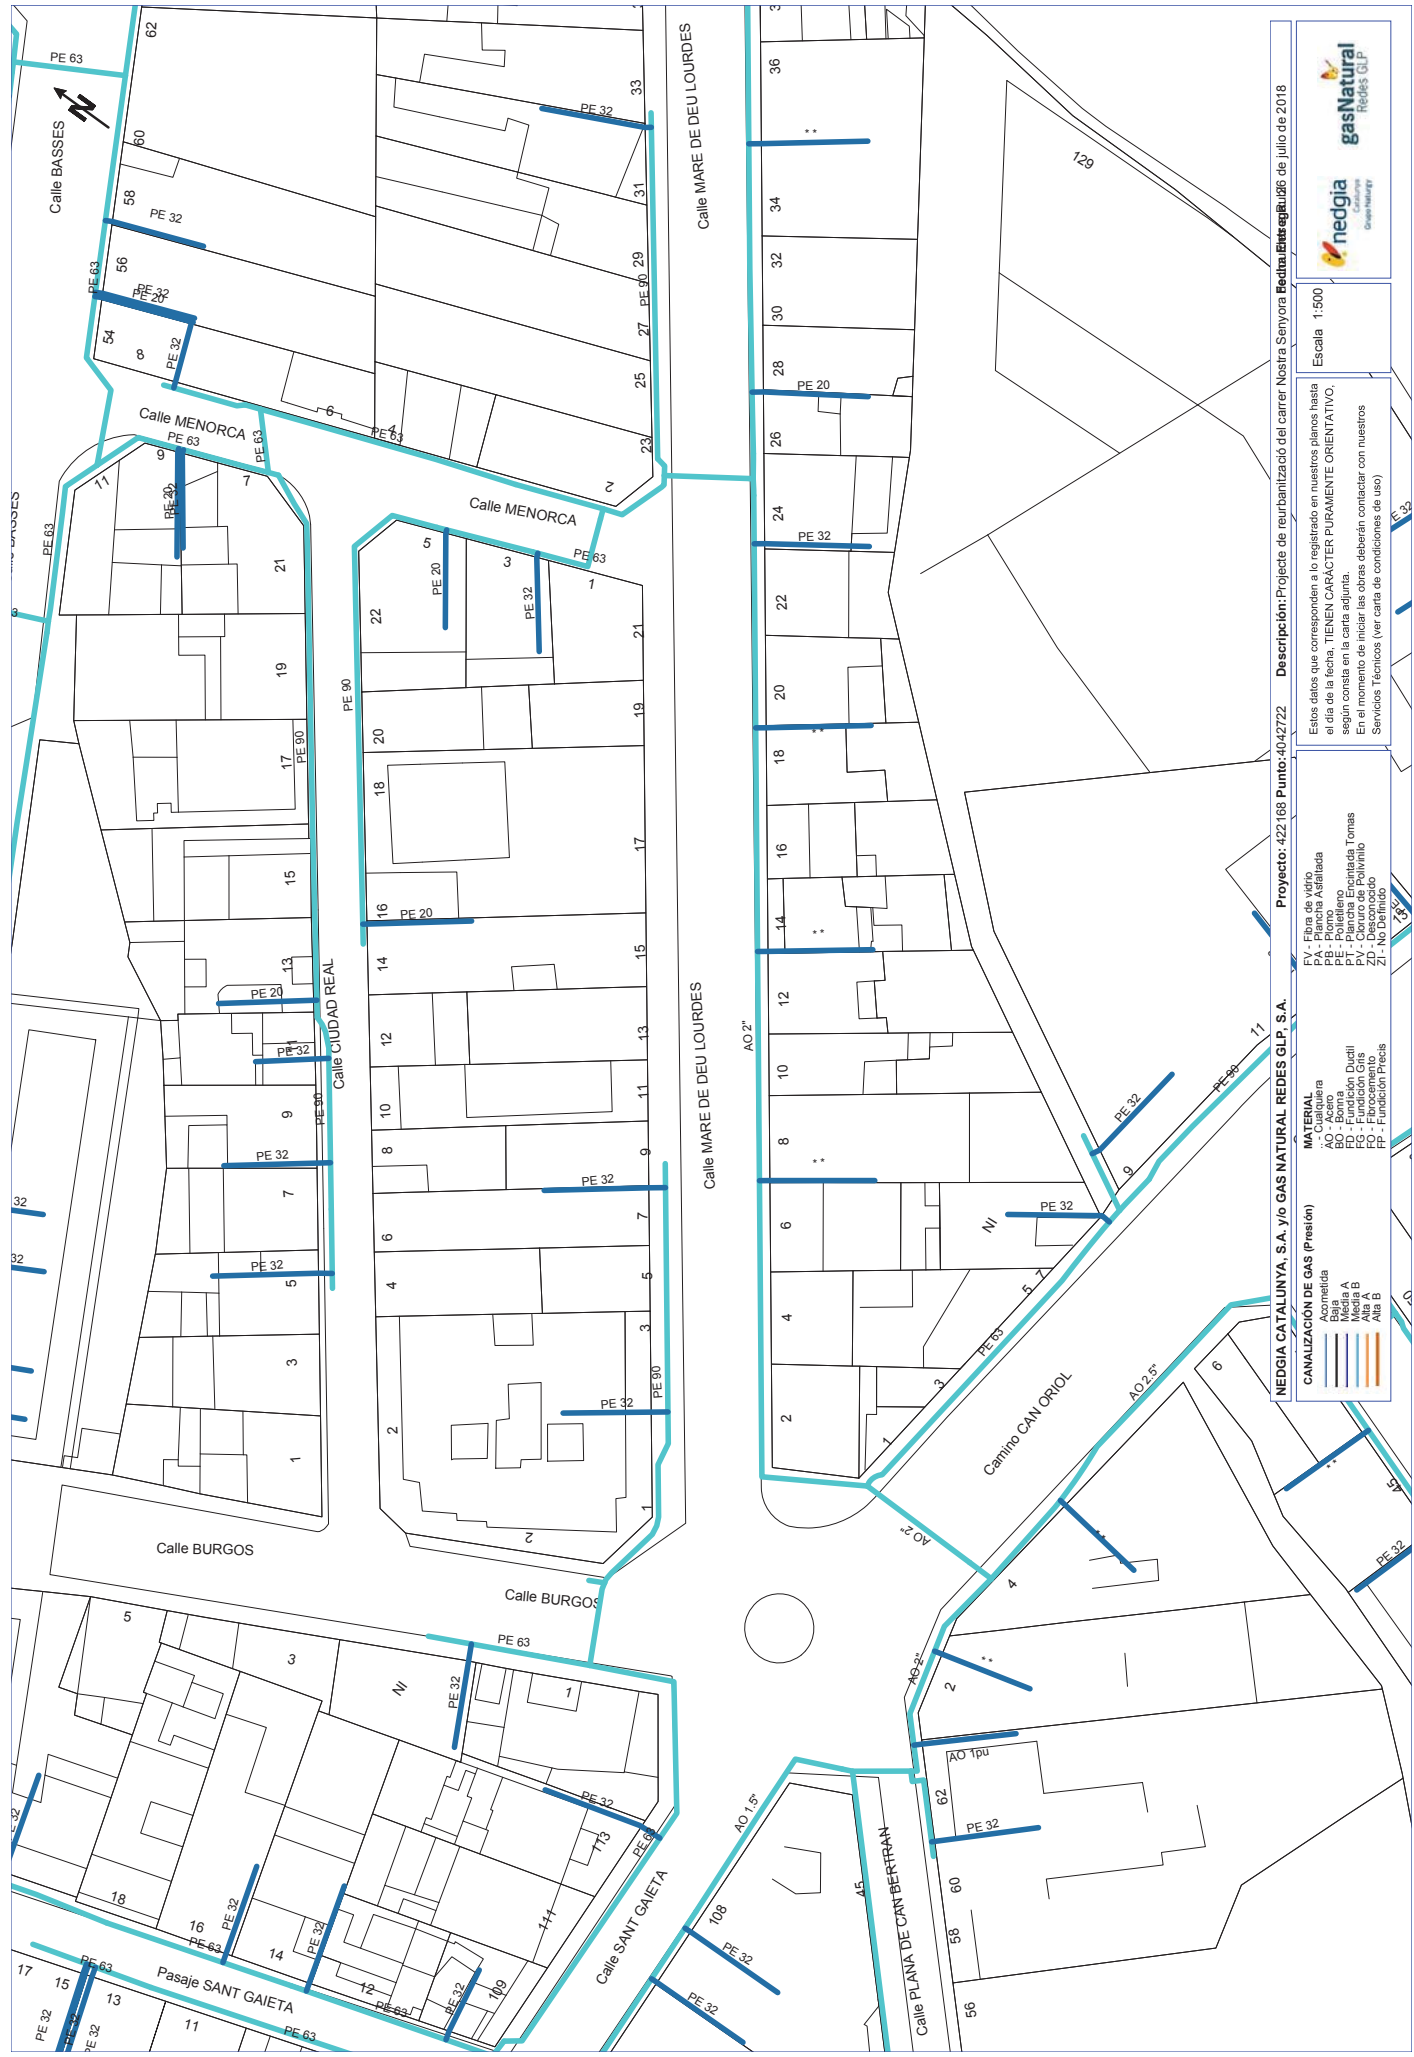 62
PE 63
N
Calle BASSES
60
58
PE 32
56
PE 63
PE 32
PE 20
54
8
PE 32
Calle MENORCA
PE 63
PE 63
6
4
PE 63
9
11
7
PE 20
PE 32
PE 63
21
Calle MENORCA
2
23
25
27
PE 90
29
31
33
PE 32
Calle MARE DE DEU LOURDES
36
* *
34
32
30
28
PE 20
26
24
PE 32
22
20
* *
18
16
14
* *
12
10
8
* *
6
4
2
129
5
3
1
PE 20
PE 32
PE 63
22
PE 90
20
18
16
PE 20
14
12
10
8
6
4
2
21
19
17
15
13
11
9
PE 32
7
5
3
PE 90
PE 32
1
2
19
17
PE 90
15
13
PE 20
11
PE 32
Calle CIUDAD REAL
PE 90
9
PE 32
7
PE 32
5
3
1
32
32
AO 2"
Calle MARE DE DEU LOURDES
NI
PE 32
PE 32
9
11
PE 90
7
5
PE 63
3
1
Camino CAN ORIOL
AO 2.5"
AO 2"
6
4
* *
* *
45
PE 32
Calle BURGOS
Calle BURGOS
PE 63
5
3
NI
PE 32
1
PE 32
PE 63
113
111
109
Calle SANT GAIETA
18
16
14
12
PE 32
PE 32
PE 32
PE 63
PE 63
PE 63
PE 63
Pasaje SANT GAIETA
17
15
13
11
PE 32
PE 32
PE 32
AO 1.5"
108
PE 32
PE 32
45
Calle PLANA DE CAN BERTRAN
AO 2"
2
* *
AO 1pu
62
PE 32
60
58
56
NEDGIA CATALUNYA, S.A. y/o GAS NATURAL REDES GLP, S.A.
Proyecto: 422168 Punto:4042722
Descripción:Projecte de reurbanització del carrer Nostra Senyora
26 de julio de 2018
CANALIZACIÓN DE GAS (Presión)
Acometida
Baja
Media A
Media B
Alta A
Alta B
MATERIAL
.. - Cualquiera
AO - Acero
BO - Bonna
FD - Fundición Ductil
FG - Fundición Gris
FO - Fibrocemento
FP - Fundición Precis
FV - Fibra de vidrio
PA - Plancha Asfaltada
PB - Plomo
PE - Polietileno
PT - Plancha Encintada Tomas
PV - Cloruro de Polivinilo
ZD - Desconocido
ZI - No Definido
Estos datos que corresponden a lo registrado en nuestros planos hasta
el día de la fecha, TIENEN CARÁCTER PURAMENTE ORIENTATIVO,
según consta en la carta adjunta.
En el momento de iniciar las obras deberán contactar con nuestros
Servicios Técnicos (ver carta de condiciones de uso)
Escala 1:500
nedgia
Catalunya
Grupo Naturgy
gasNatural
Redes GLP